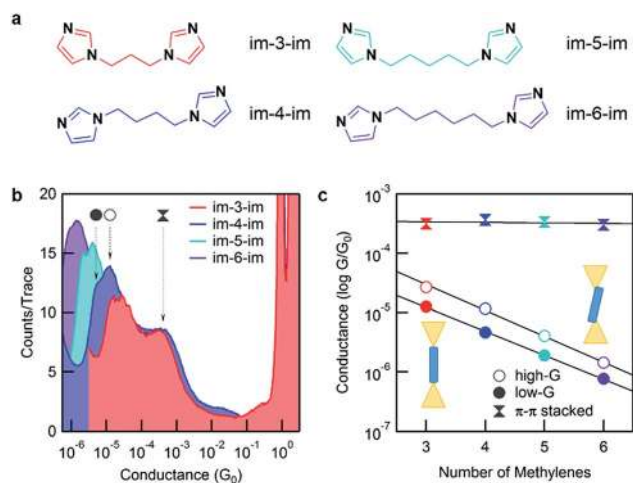 a
im-3-im
im-5-im
im-4-im
im-6-im
N N N N
N N N N
N N N N
N N N N
b
20
15
10
5
0
Counts/Trace
im-3-im
im-4-im
im-5-im
im-6-im
10⁻⁶ 10⁻⁵ 10⁻⁴ 10⁻³ 10⁻² 10⁻¹ 10⁰
Conductance (G₀)
c
10⁻³
10⁻⁴
10⁻⁵
10⁻⁶
10⁻⁷
Conductance (log G/G₀)
high-G
low-G
π-π stacked
3 4 5 6
Number of Methylenes